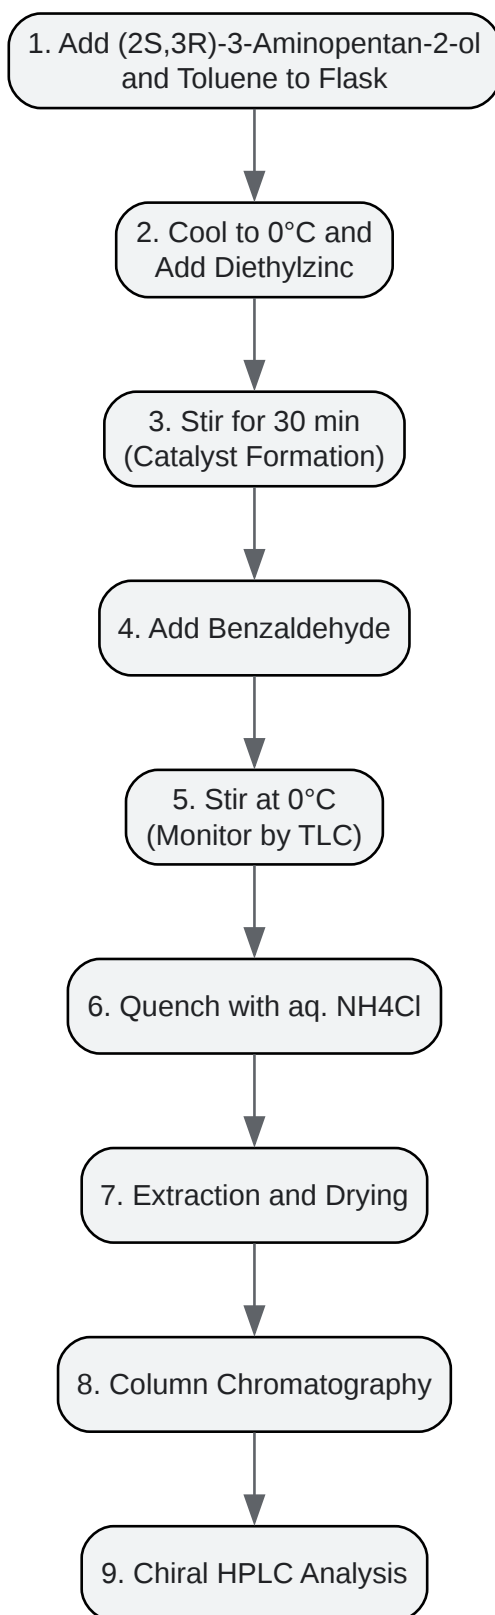 1. Add (2S,3R)-3-Aminopentan-2-ol
and Toluene to Flask
2. Cool to 0°C and
Add Diethylzinc
3. Stir for 30 min
(Catalyst Formation)
4. Add Benzaldehyde
5. Stir at 0°C
(Monitor by TLC)
6. Quench with aq. NH4Cl
7. Extraction and Drying
8. Column Chromatography
9. Chiral HPLC Analysis